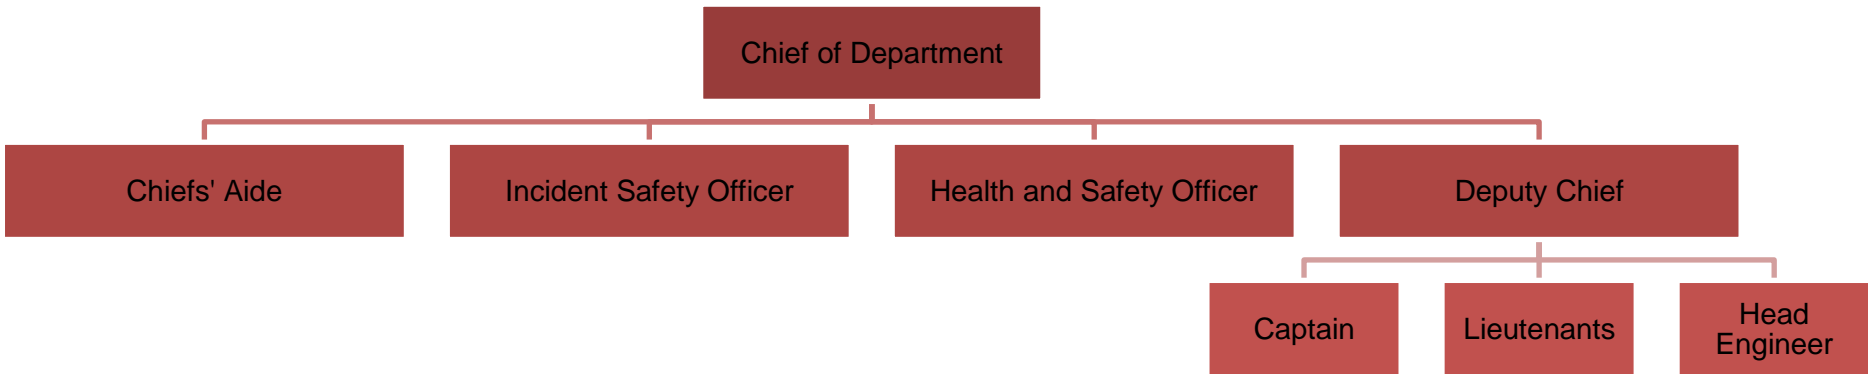 Chief of Department
Chiefs' Aide
Incident Safety Officer
Health and Safety Officer
Deputy Chief
Captain
Lieutenants
Head
Engineer